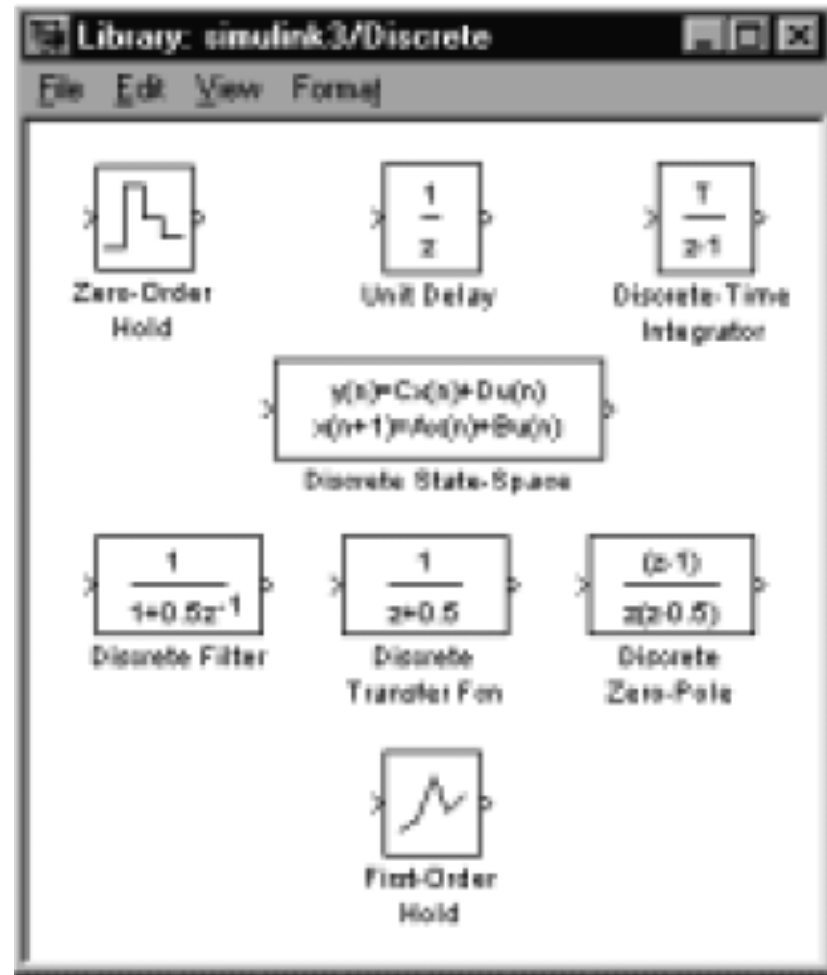 Library: simulink3/Discrete
File Edit View Format
1
z
T
z-1
Zero-Order
Hold
Unit Delay
Discrete-Time
Integrator
y(n)=Cx(n)+Du(n)
x(n+1)=Ax(n)+Bu(n)
Discrete State-Space
1
1+0.5z-1
1
z+0.5
(z-1)
z(z-0.5)
Discrete Filter
Discrete
Transfer Fcn
Discrete
Zero-Pole
First-Order
Hold